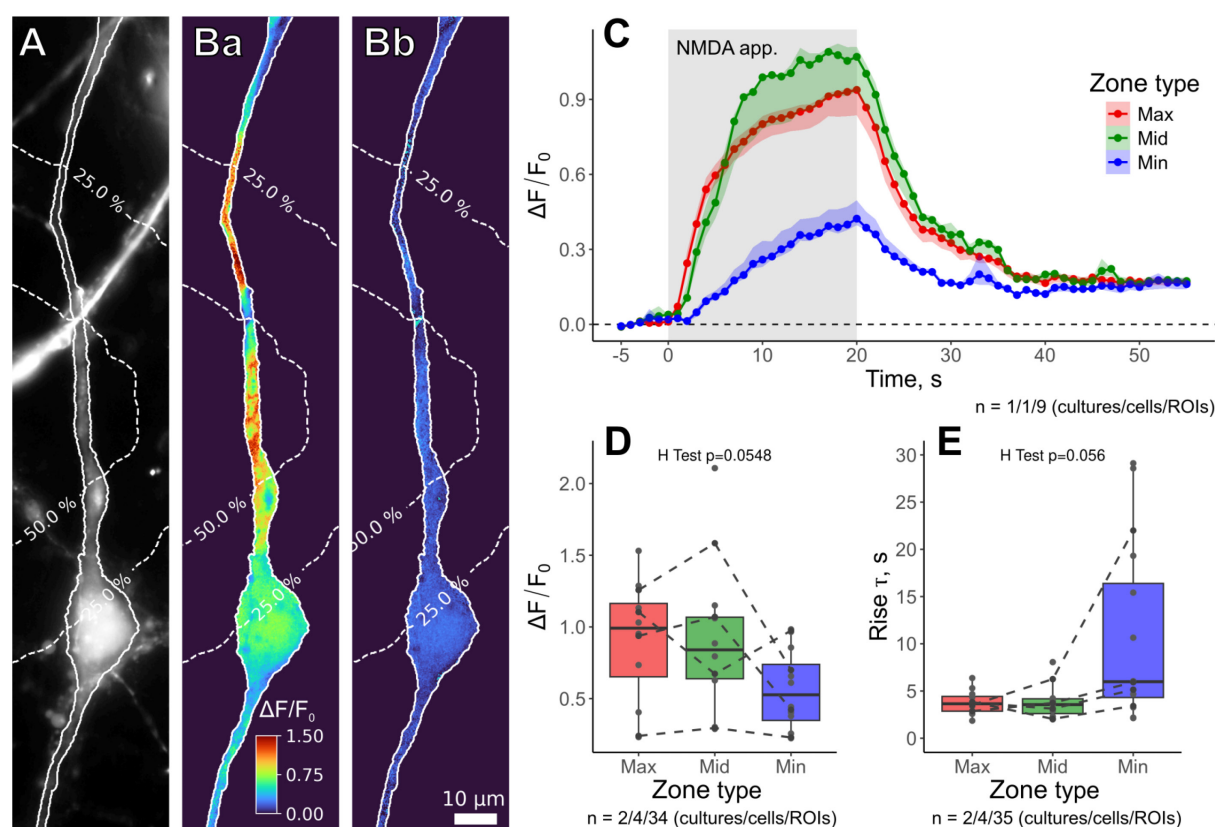 A
Ba
Bb
C
25.0 %
25.0 %
25.0 %
50.0 %
50.0 %
50.0 %
25.0 %
25.0 %
25.0 %
ΔF/F0
1.50
0.75
0.00
10 μm
NMDA app.
Zone type
Max
Mid
Min
ΔF/F0
0.9
0.6
0.3
0.0
-5
0
10
20
30
40
50
Time, s
n = 1/1/9 (cultures/cells/ROIs)
D
H Test p=0.0548
ΔF/F0
2.0
1.5
1.0
0.5
Max
Mid
Min
Zone type
n = 2/4/34 (cultures/cells/ROIs)
E
H Test p=0.056
Rise τ, s
30
25
20
15
10
5
0
Max
Mid
Min
Zone type
n = 2/4/35 (cultures/cells/ROIs)